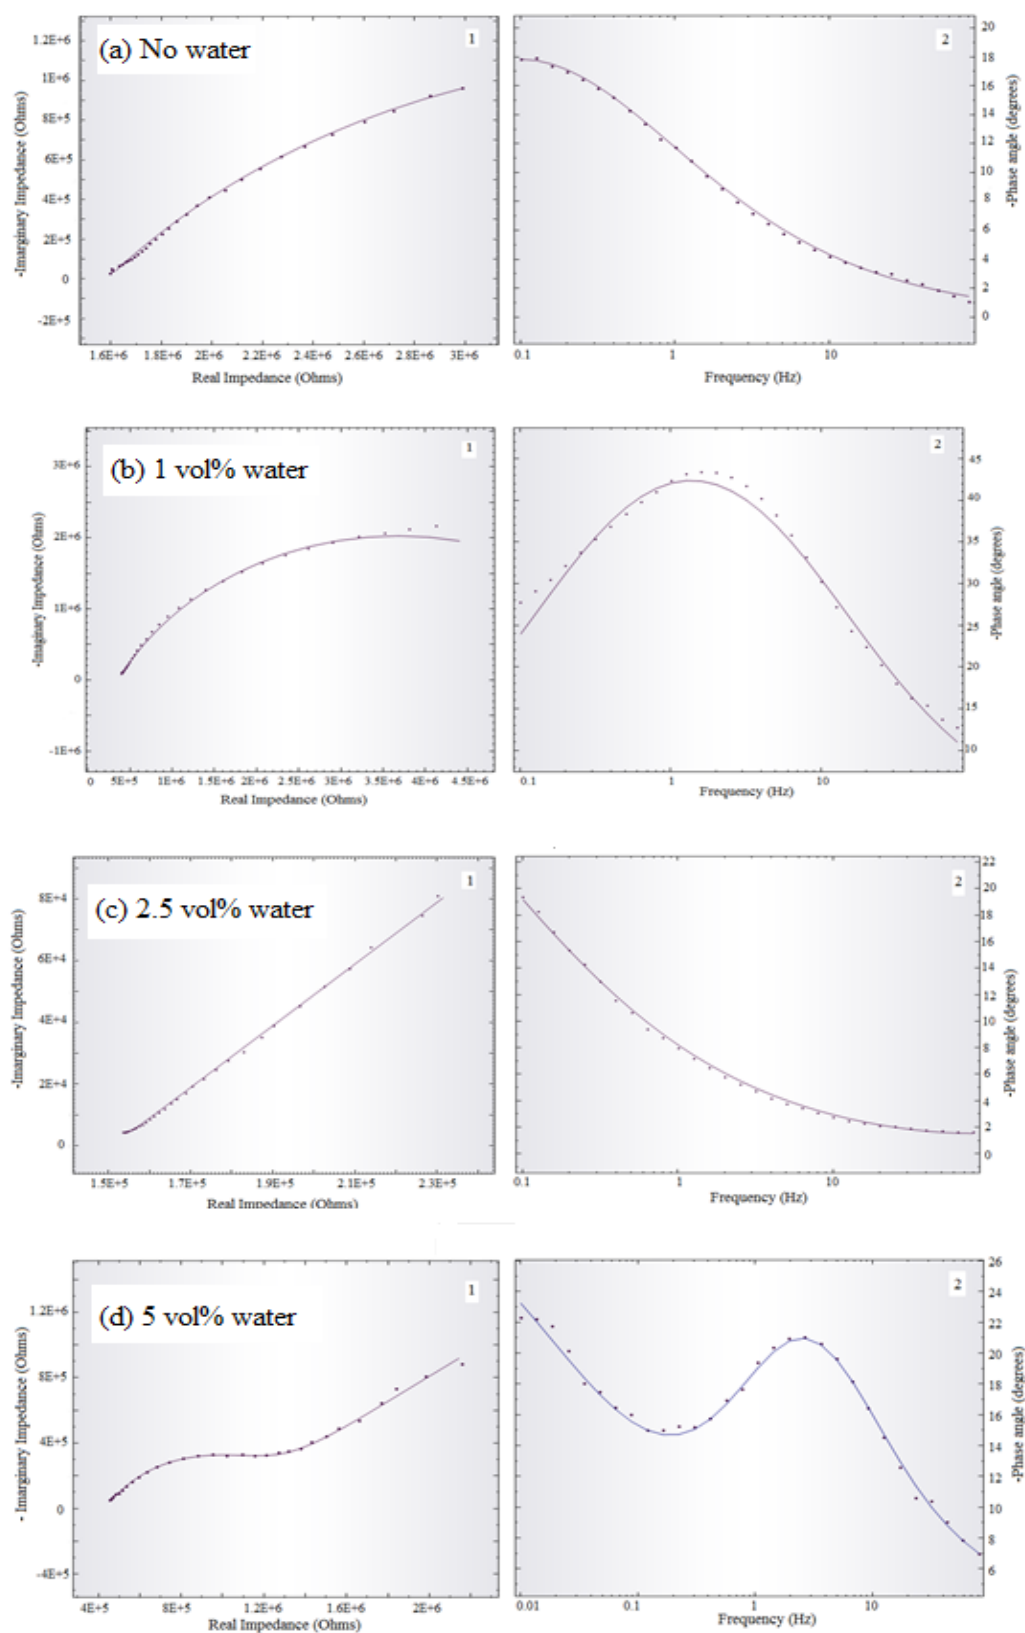 (a) No water
1
-Imarginary Impedance (Ohms)
1.2E+6
1E+6
8E+5
6E+5
4E+5
2E+5
0
-2E+5
1.6E+6 1.8E+6 2E+6 2.2E+6 2.4E+6 2.6E+6 2.8E+6 3E+6
Real Impedance (Ohms)
2
20
18
16
14
12
10
8
6
4
2
0
-Phase angle (degrees)
0.1 1 10
Frequency (Hz)
(b) 1 vol% water
1
-Imaginary Impedance (Ohms)
3E+6
2E+6
1E+6
0
-1E+6
0 5E+5 1E+6 1.5E+6 2E+6 2.5E+6 3E+6 3.5E+6 4E+6 4.5E+6
Real Impedance (Ohms)
2
45
40
35
30
25
20
15
10
-Phase angle (degrees)
0.1 1 10
Frequency (Hz)
(c) 2.5 vol% water
1
-Imarginary Impedance (Ohms)
8E+4
6E+4
4E+4
2E+4
0
1.5E+5 1.7E+5 1.9E+5 2.1E+5 2.3E+5
Real Impedance (Ohms)
2
22
20
18
16
14
12
10
8
6
4
2
0
-Phase angle (degrees)
0.1 1 10
Frequency (Hz)
(d) 5 vol% water
1
- Imarginary Impedance (Ohms)
1.2E+6
8E+5
4E+5
0
-4E+5
4E+5 8E+5 1.2E+6 1.6E+6 2E+6
Real Impedance (Ohms)
2
26
24
22
20
18
16
14
12
10
8
6
-Phase angle (degrees)
0.01 0.1 1 10
Frequency (Hz)